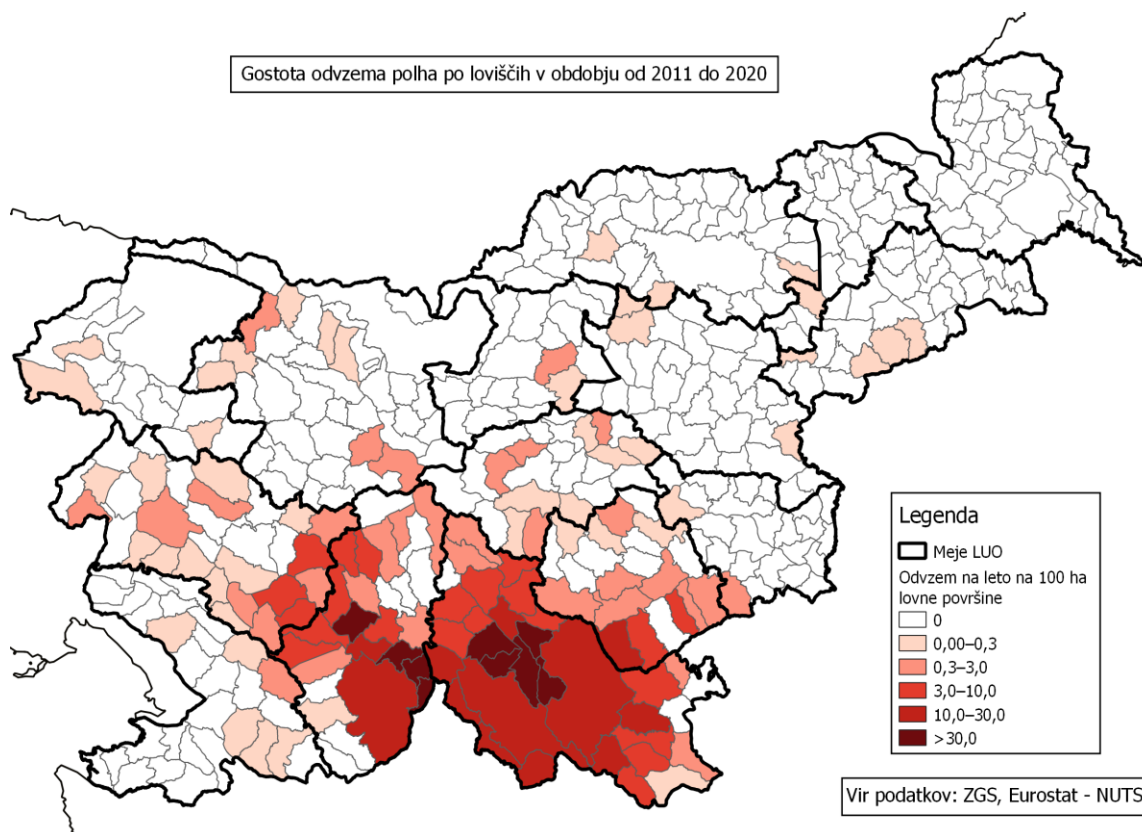 Gostota odvzema polha po loviščih v obdobju od 2011 do 2020
Legenda
Meje LUO
Odvzem na leto na 100 ha
lovne površine
0
0,00–0,3
0,3–3,0
3,0–10,0
10,0–30,0
>30,0
Vir podatkov: ZGS, Eurostat - NUTS